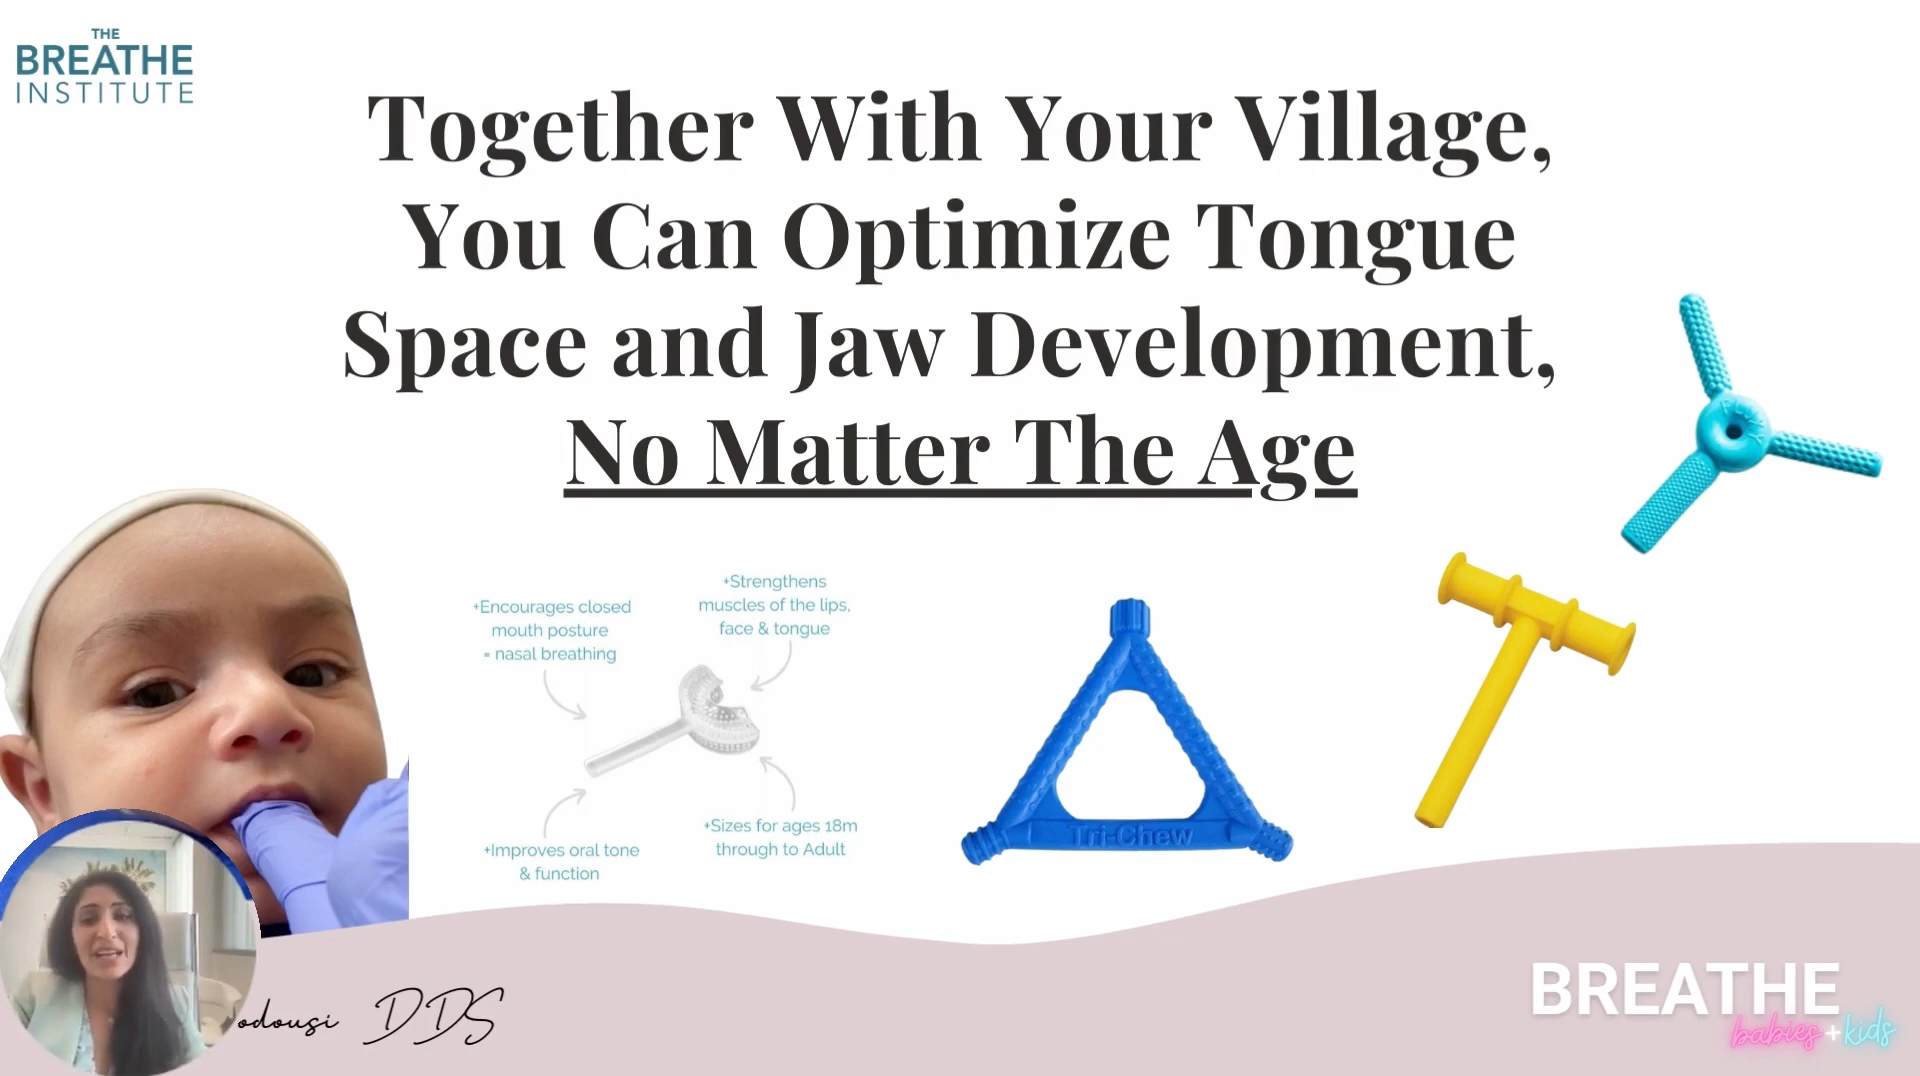 THE
BREATHE
INSTITUTE
Together With Your Village,
You Can Optimize Tongue
Space and Jaw Development,
No Matter The Age
+Encourages closed
mouth posture
= nasal breathing
+Strengthens
muscles of the lips,
face & tongue
+Improves oral tone
& function
+Sizes for ages 18m
through to Adult
Tri-Chew
odousi DDS
BREATHE
babies + kids